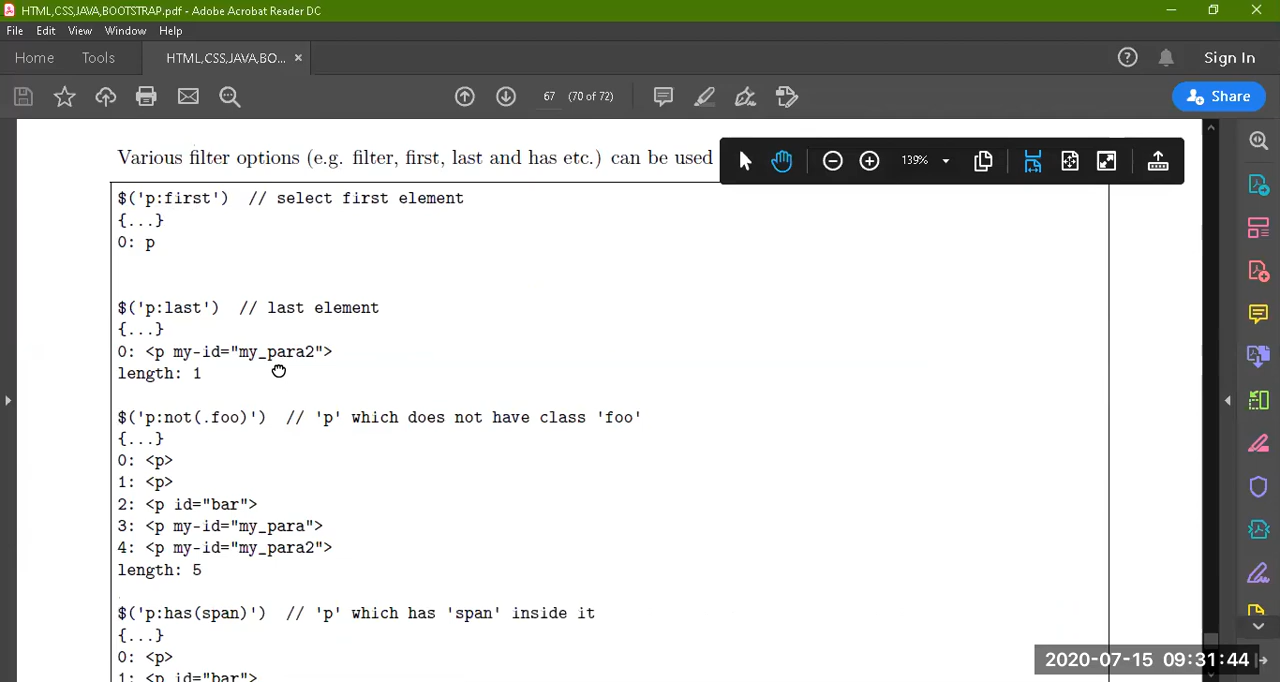 HTML,CSS,JAVA,BOOTSTRAP.pdf - Adobe Acrobat Reader DC
File Edit View Window Help
Home Tools HTML,CSS,JAVA,BO... × Sign In
67 (70 of 72) Share
Various filter options (e.g. filter, first, last and has etc.) can be used
139%
$('p:first') // select first element
{...}
0: p
$('p:last') // last element
{...}
0: <p my-id="my_para2">
length: 1
$('p:not(.foo)') // 'p' which does not have class 'foo'
{...}
0: <p>
1: <p>
2: <p id="bar">
3: <p my-id="my_para">
4: <p my-id="my_para2">
length: 5
$('p:has(span)') // 'p' which has 'span' inside it
{...}
0: <p>
1: <p id="bar">
2020-07-15 09:31:44